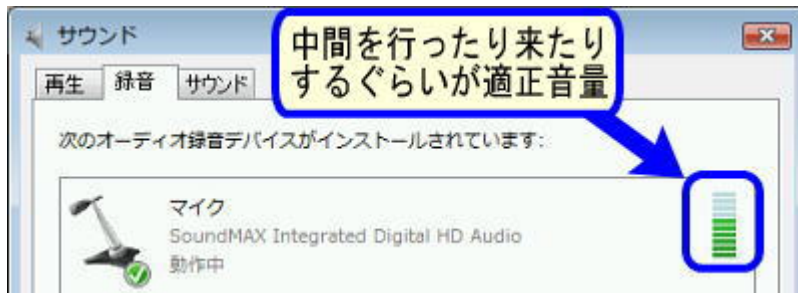 サウンド
中間を行ったり来たり
するぐらいが適正音量
再生 録音 サウンド
次のオーディオ録音デバイスがインストールされています:
マイク
SoundMAX Integrated Digital HD Audio
動作中